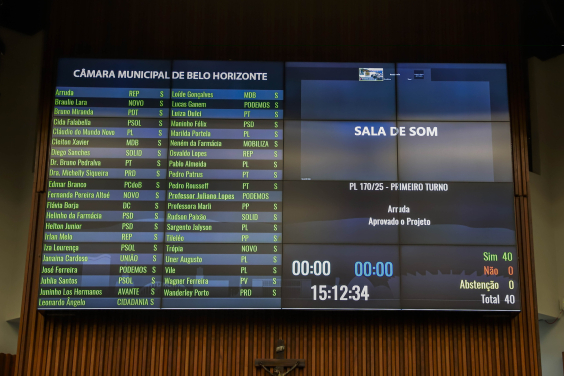 CÂMARA MUNICIPAL DE BELO HORIZONTE
Arruda REP S
Braulio Lara NOVO S
Bruno Miranda PDT S
Cida Falabella PSOL S
Cláudio do Mundo Novo PL S
Cleiton Xavier MDB S
Diego Sanches SOLID S
Dr. Bruno Pedralva PT S
Dra. Michelly Siqueira PRD S
Edmar Branco PCdoB S
Fernanda Pereira Altoé NOVO S
Flávia Borja DC S
Helinho da Farmácia PSD S
Helton Junior PSD S
Irlan Melo REP S
Iza Lourença PSOL S
Janaina Cardoso UNIÃO S
José Ferreira PODEMOS S
Juhlia Santos PSOL S
Juninho Los Hermanos AVANTE S
Leonardo Ângelo CIDADANIA S
Loíde Gonçalves MDB S
Lucas Ganem PODEMOS S
Luiza Dulci PT S
Maninho Félix PSD S
Marilda Portela PL S
Neném da Farmácia MOBILIZA S
Osvaldo Lopes REP S
Pablo Almeida PL S
Pedro Patrus PT S
Pedro Rousseff PT S
Professor Juliano Lopes PODEMOS
Professora Marli PP S
Rudson Paixão SOLID S
Sargento Jalyson PL S
Tileléo PP S
Trópia NOVO S
Uner Augusto PL S
Vile PL S
Wagner Ferreira PV S
Wanderley Porto PRD S
SALA DE SOM
PL 170/25 - PRIMEIRO TURNO
Arruda
Aprovado o Projeto
00:00 00:00
15:12:34
Sim 40
Não 0
Abstenção 0
Total 40